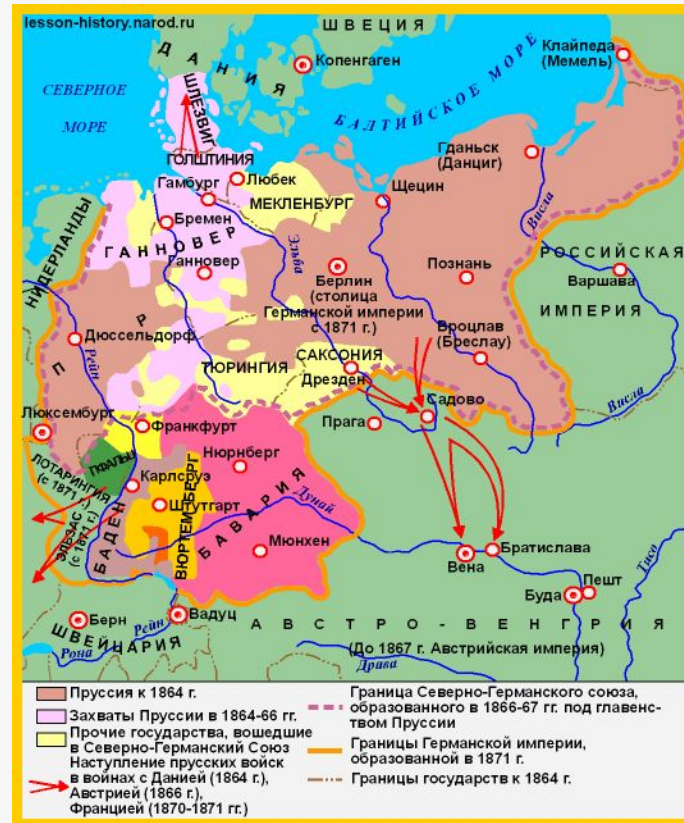 lesson-history.narod.ru
ШВЕЦИЯ
ДАНИЯ
Копенгаген
Клайпеда
(Мемель)
СЕВЕРНОЕ
МОРЕ
БАЛТИЙСКОЕ МОРЕ
ШЛЕЗВИГ
ГОЛШТИНИЯ
Гданьск
(Данциг)
Любек
Гамбург
МЕКЛЕНБУРГ
Щецин
Висла
Бремен
НИДЕРЛАНДЫ
ГАННОВЕР
Ганновер
Эльба
РОССИЙСКАЯ
ИМПЕРИЯ
Варшава
Берлин
(столица
Германской империи
с 1871 г.)
Познань
Дюссельдорф
Рейн
П Р
Вроцлав
(Бреслау)
САКСОНИЯ
ТЮРИНГИЯ
Дрезден
Садово
Висла
Прага
Люксембург
Франкфурт
ПФАЛЬЦ
ЛОТАРИНГИЯ
(с 1871 г.)
Нюрнберг
Карлсруэ
Штутгарт
ЭЛЬЗАС
(с 1871 г.)
БАДЕН
ВЮРТЕМБЕРГ
БАВАРИЯ
Дунай
Мюнхен
Вена
Братислава
Тисо
Буда
Пешт
Берн
ШВЕЙЦАРИЯ
Рейн
Вадуц
Рона
АВСТРО-ВЕНГРИЯ
(До 1867 г. Австрийская империя)
Драва
Пруссия к 1864 г.
Захваты Пруссии в 1864-66 гг.
Прочие государства, вошедшие
в Северно-Германский Союз
Наступление прусских войск
в войнах с Данией (1864 г.),
Австрией (1866 г.),
Францией (1870-1871 гг.)
Граница Северно-Германского союза,
образованного в 1866-67 гг. под главенс-
твом Пруссии
Границы Германской империи,
образованной в 1871 г.
Границы государств к 1864 г.